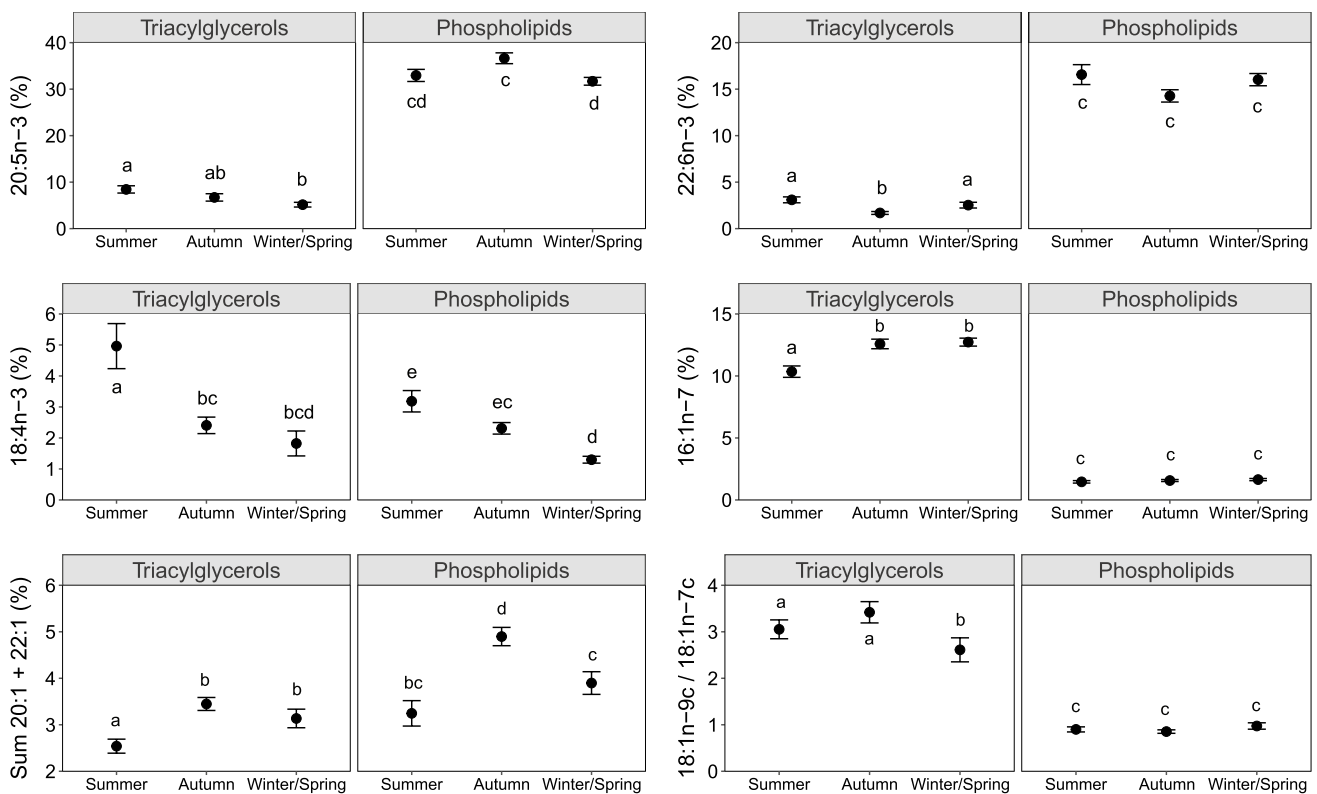 Triacylglycerols Phospholipids
20:5n−3 (%)
40
30
20
10
0
a ab b
cd c d
Summer Autumn Winter/Spring Summer Autumn Winter/Spring
Triacylglycerols Phospholipids
22:6n−3 (%)
20
15
10
5
0
a b a
c c c
Summer Autumn Winter/Spring Summer Autumn Winter/Spring
Triacylglycerols Phospholipids
18:4n−3 (%)
6
5
4
3
2
1
0
a bc bcd
e ec d
Summer Autumn Winter/Spring Summer Autumn Winter/Spring
Triacylglycerols Phospholipids
16:1n−7 (%)
15
10
5
0
a b b
c c c
Summer Autumn Winter/Spring Summer Autumn Winter/Spring
Triacylglycerols Phospholipids
Sum 20:1 + 22:1 (%)
6
5
4
3
2
a b b
bc d c
Summer Autumn Winter/Spring Summer Autumn Winter/Spring
Triacylglycerols Phospholipids
18:1n−9c / 18:1n−7c
4
3
2
1
0
a a b
c c c
Summer Autumn Winter/Spring Summer Autumn Winter/Spring